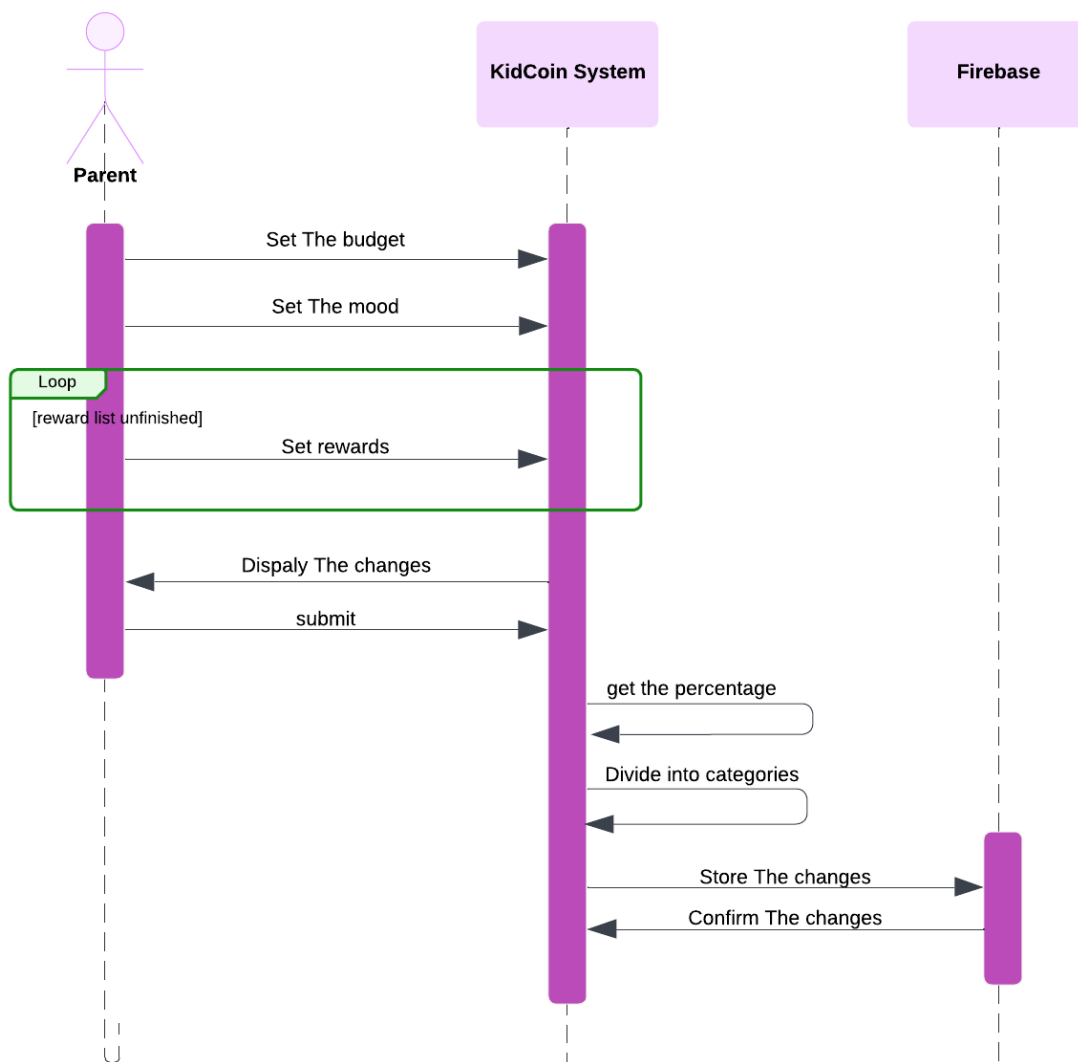 KidCoin System
Firebase
Parent
Set The budget
Set The mood
Loop
[reward list unfinished]
Set rewards
Dispaly The changes
submit
get the percentage
Divide into categories
Store The changes
Confirm The changes